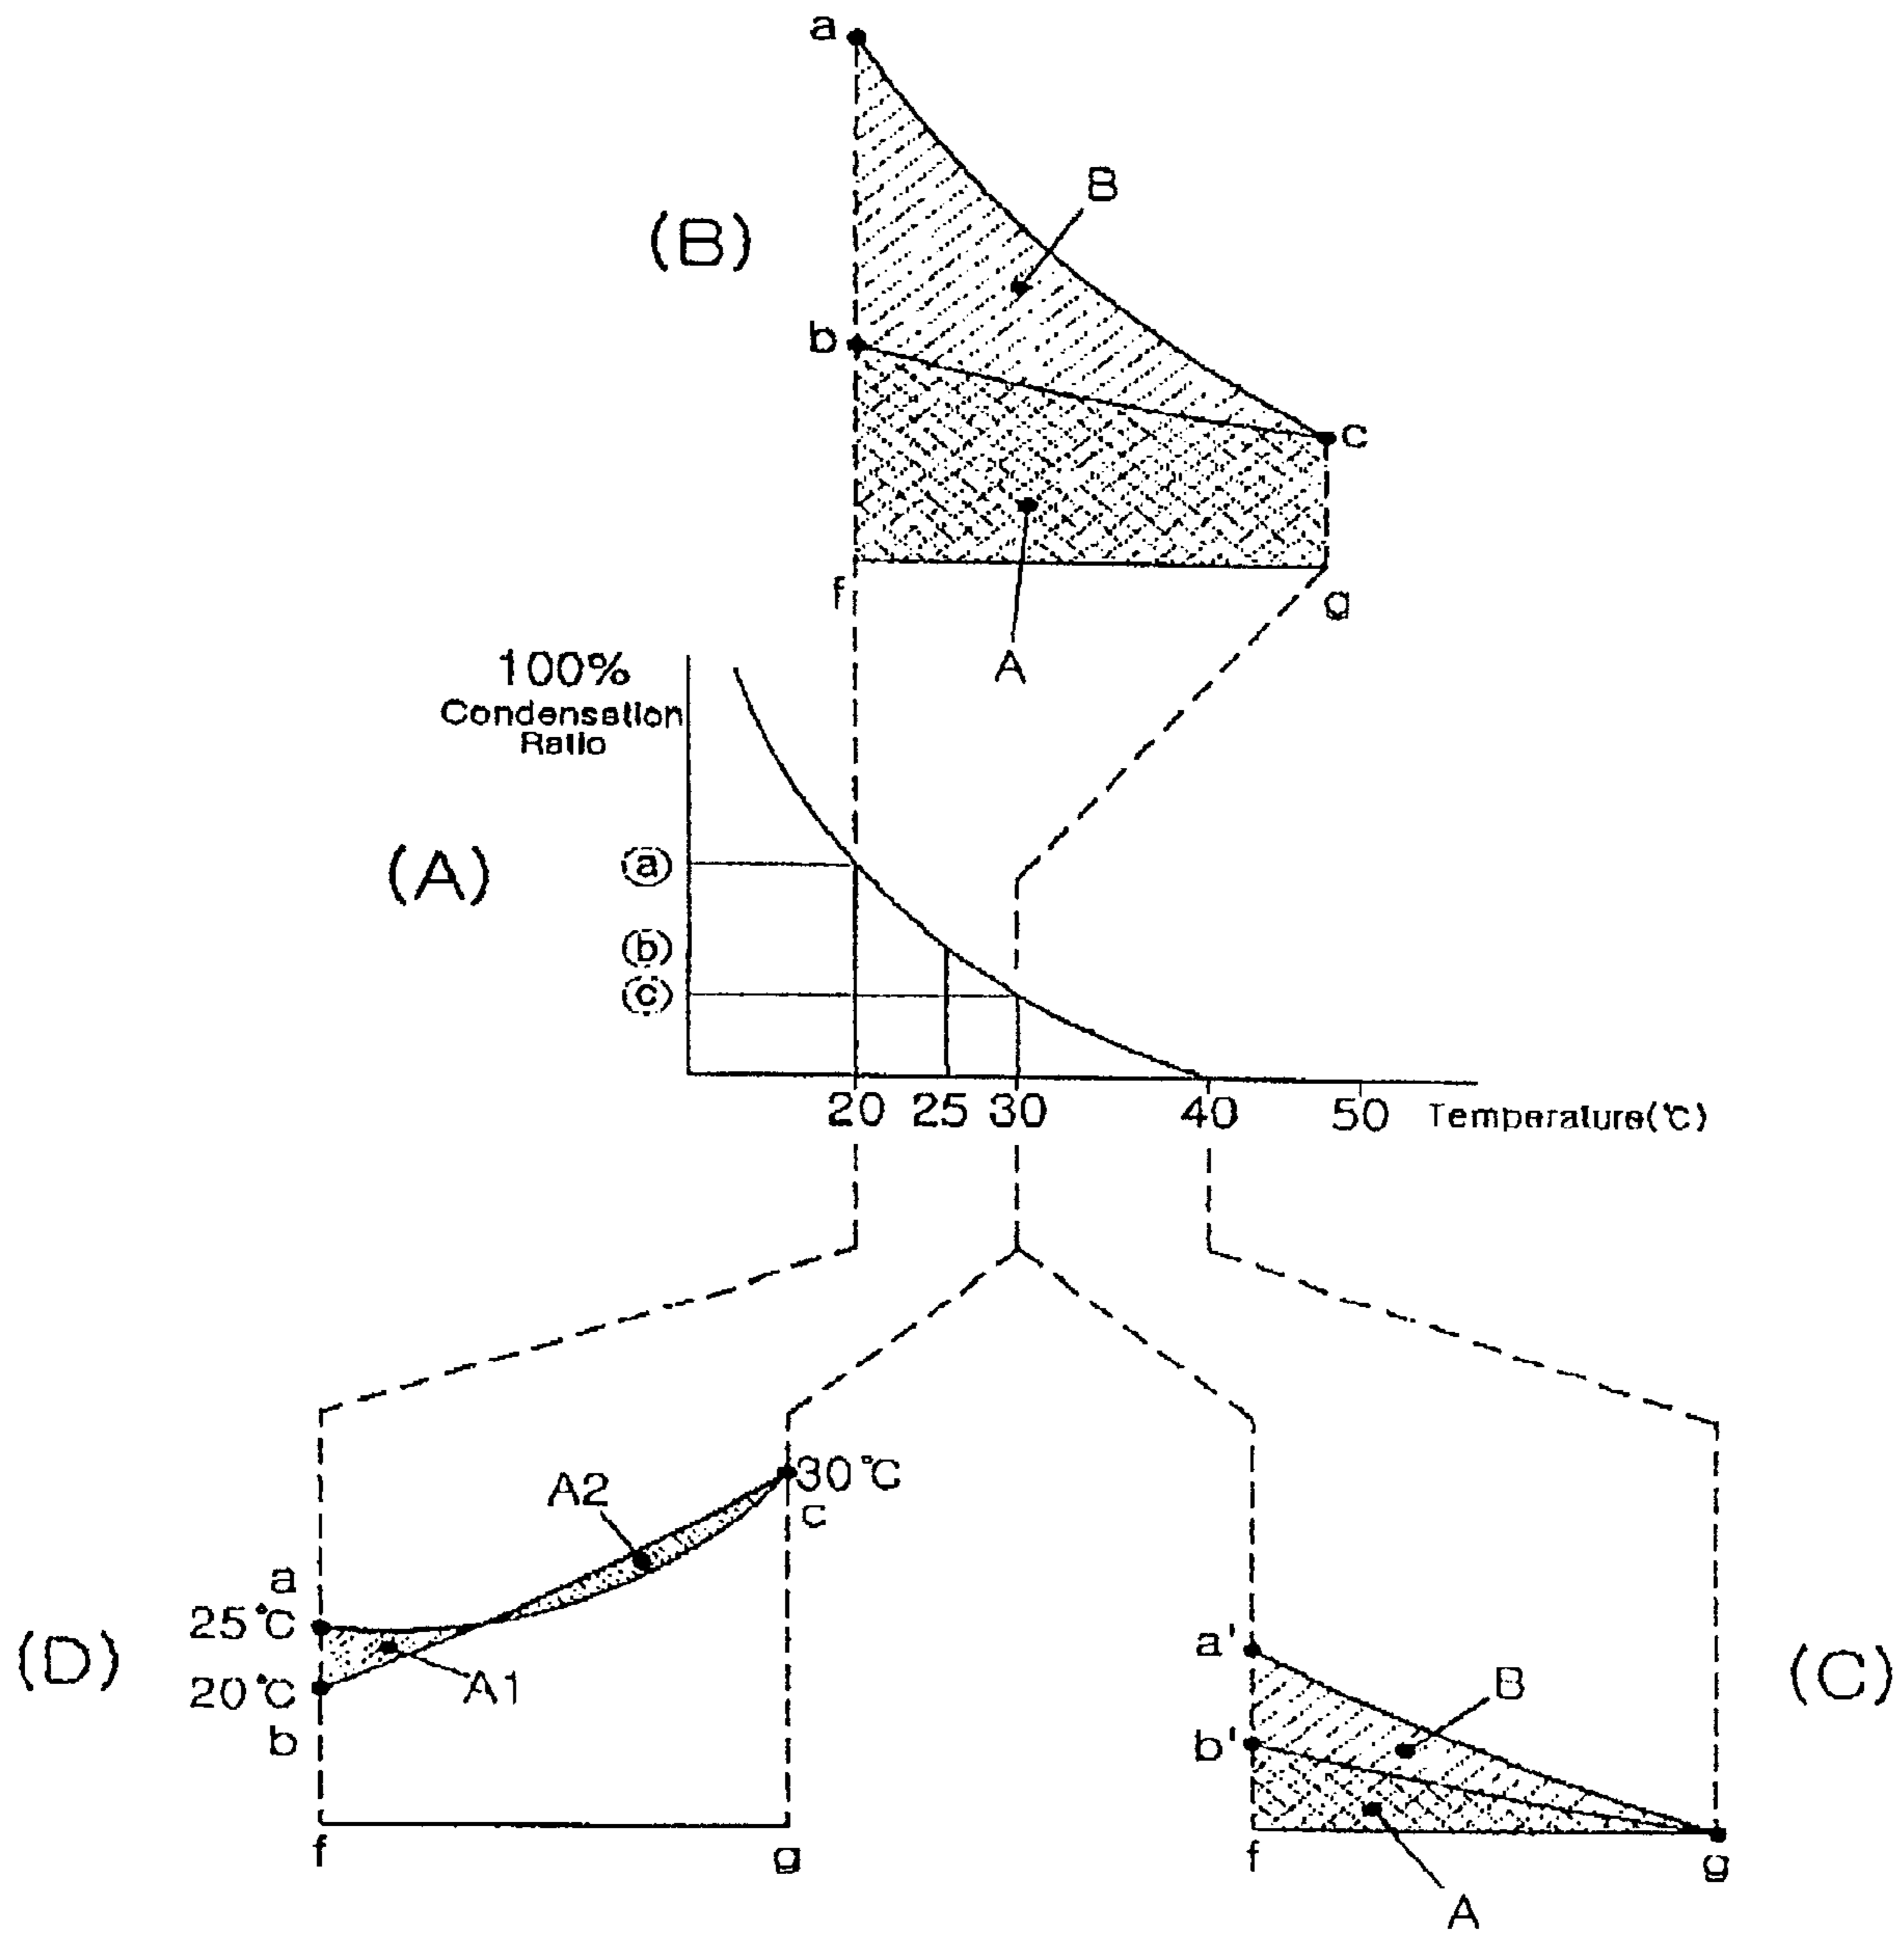 a
B
(B)
b
c
f
g
A
100%
Condensation
Ratio
(A)
ⓐ
ⓑ
ⓒ
20 25 30 40 50 Temperature(℃)
A2
30℃
c
a
25℃
(D)
20℃
A1
b
f
g
a'
B
(C)
b'
f
g
A